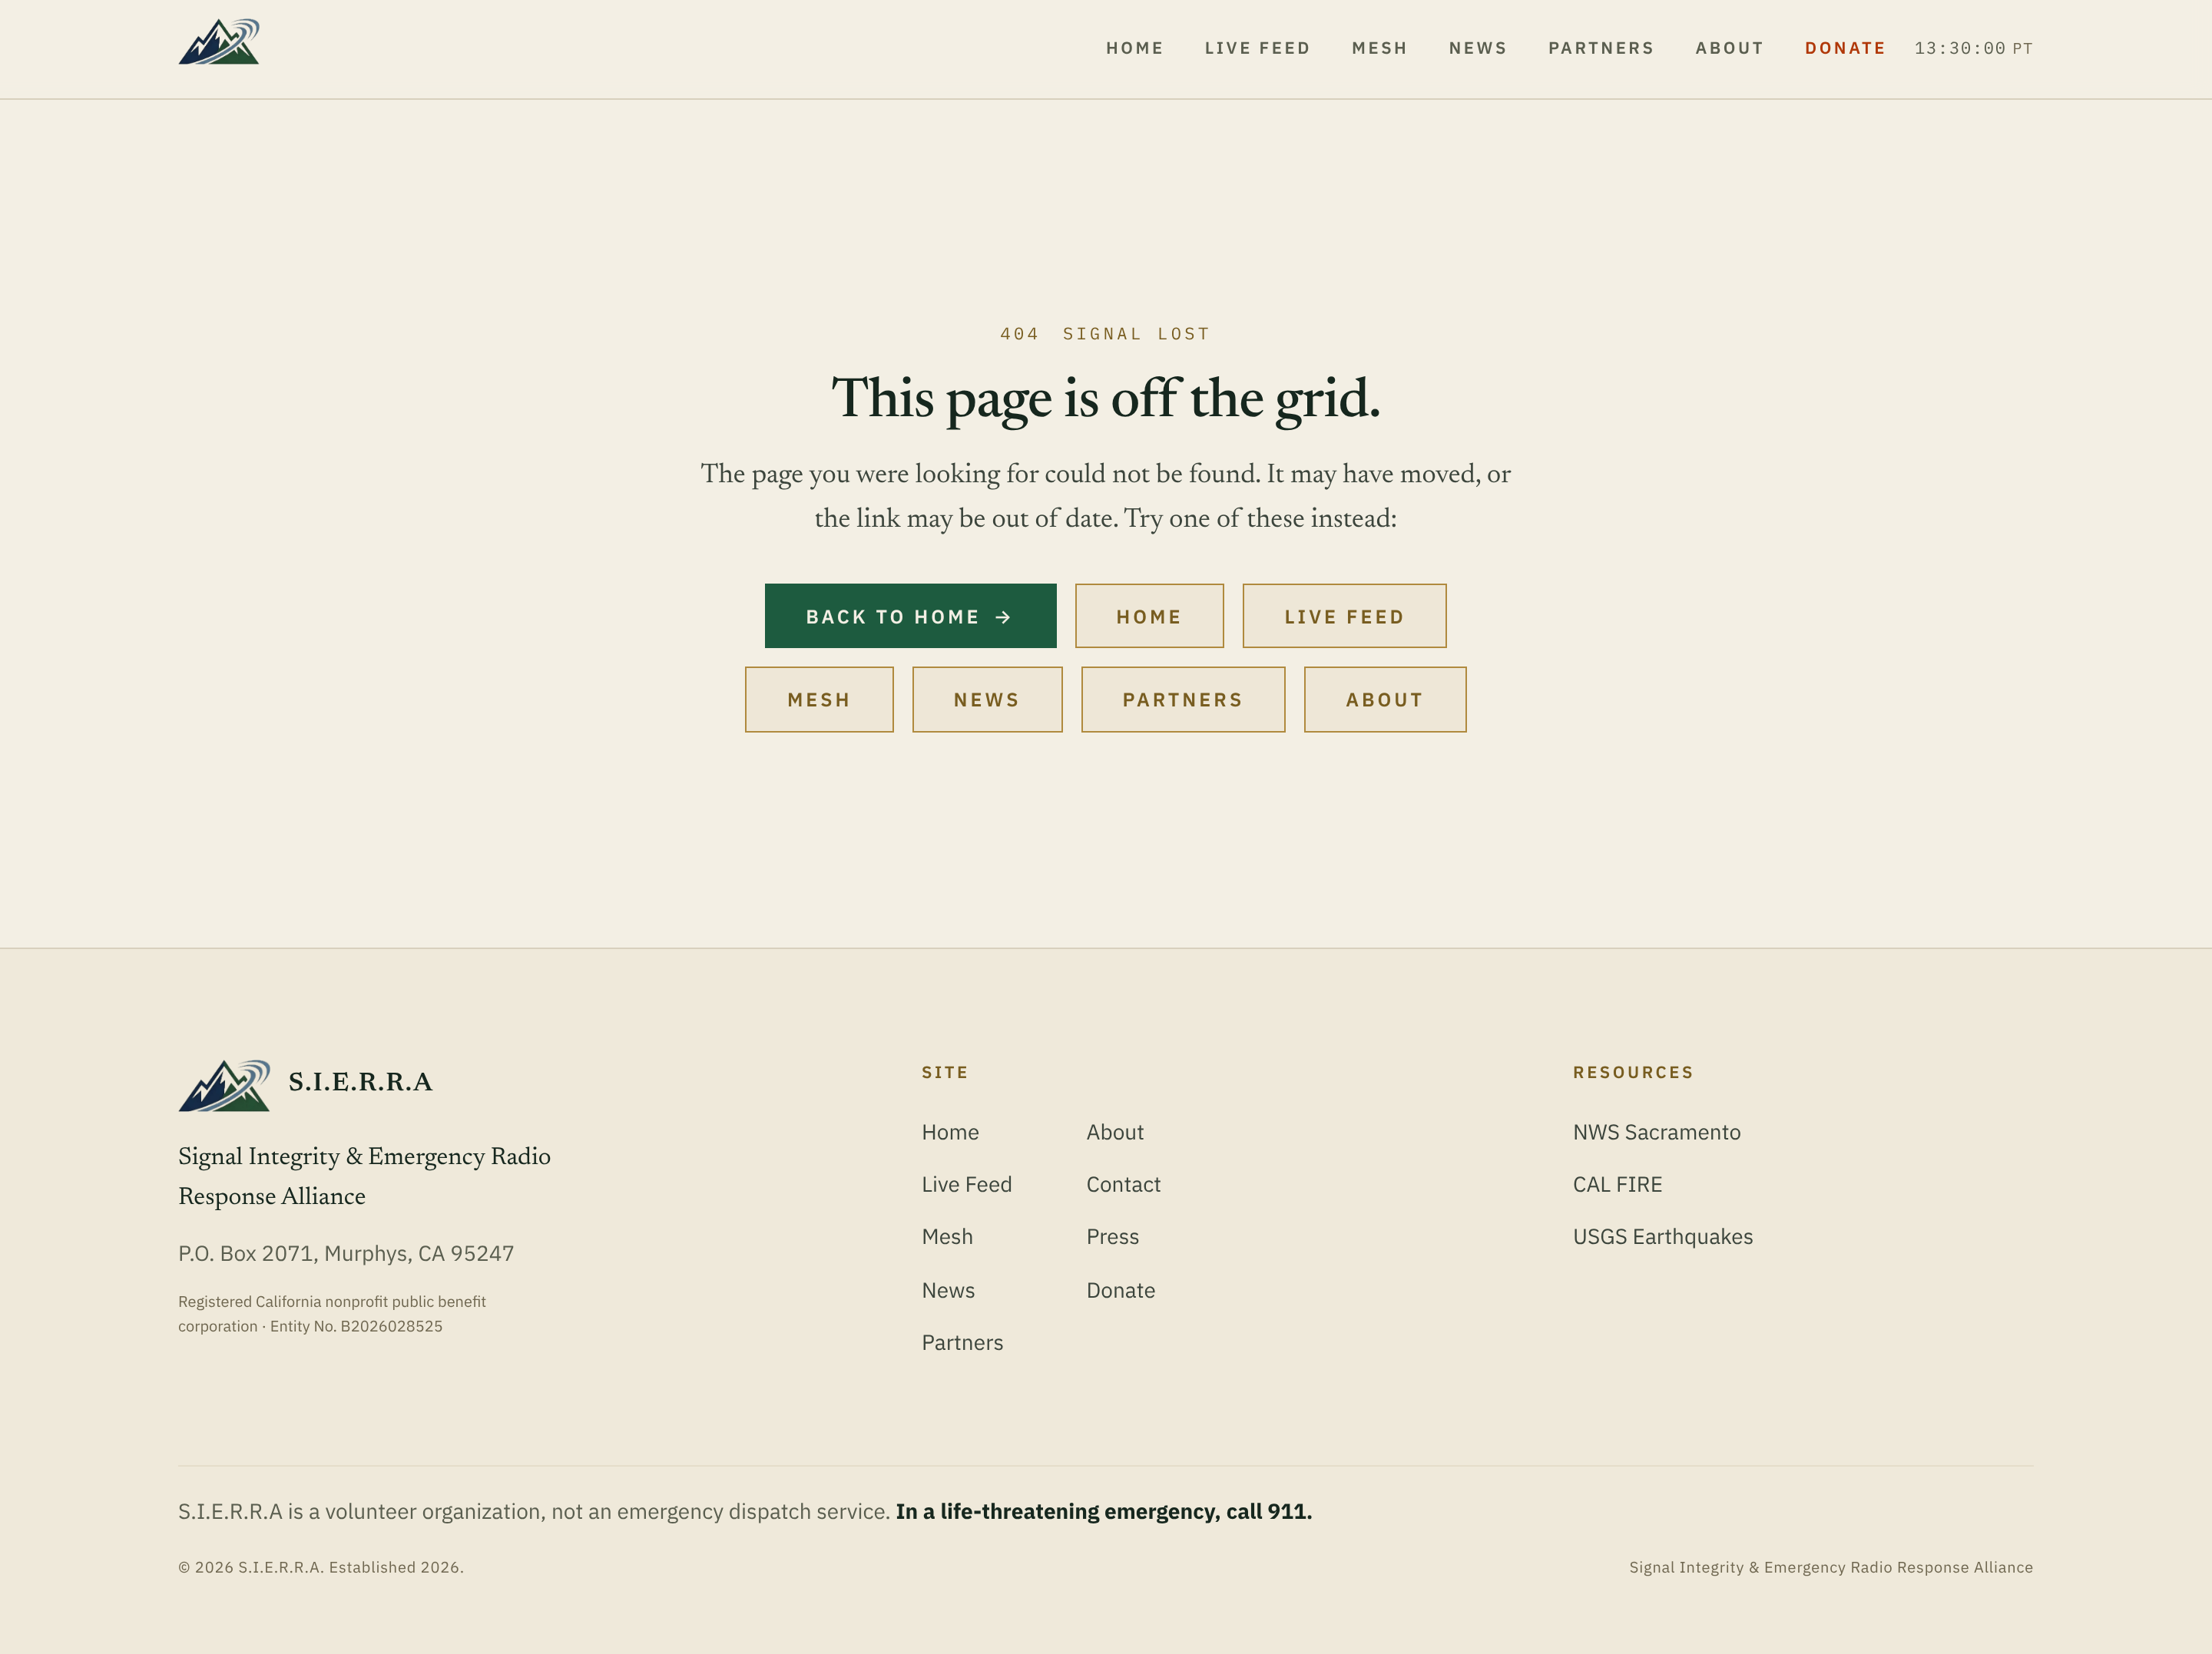 HOME LIVE FEED MESH NEWS PARTNERS ABOUT DONATE 13:30:00 PT
404 SIGNAL LOST
This page is off the grid.
The page you were looking for could not be found. It may have moved, or
the link may be out of date. Try one of these instead:
BACK TO HOME →
HOME
LIVE FEED
MESH
NEWS
PARTNERS
ABOUT
S.I.E.R.R.A
Signal Integrity & Emergency Radio
Response Alliance
P.O. Box 2071, Murphys, CA 95247
Registered California nonprofit public benefit
corporation · Entity No. B2026028525
SITE
Home
Live Feed
Mesh
News
Partners
About
Contact
Press
Donate
RESOURCES
NWS Sacramento
CAL FIRE
USGS Earthquakes
S.I.E.R.R.A is a volunteer organization, not an emergency dispatch service. In a life-threatening emergency, call 911.
© 2026 S.I.E.R.R.A. Established 2026.
Signal Integrity & Emergency Radio Response Alliance